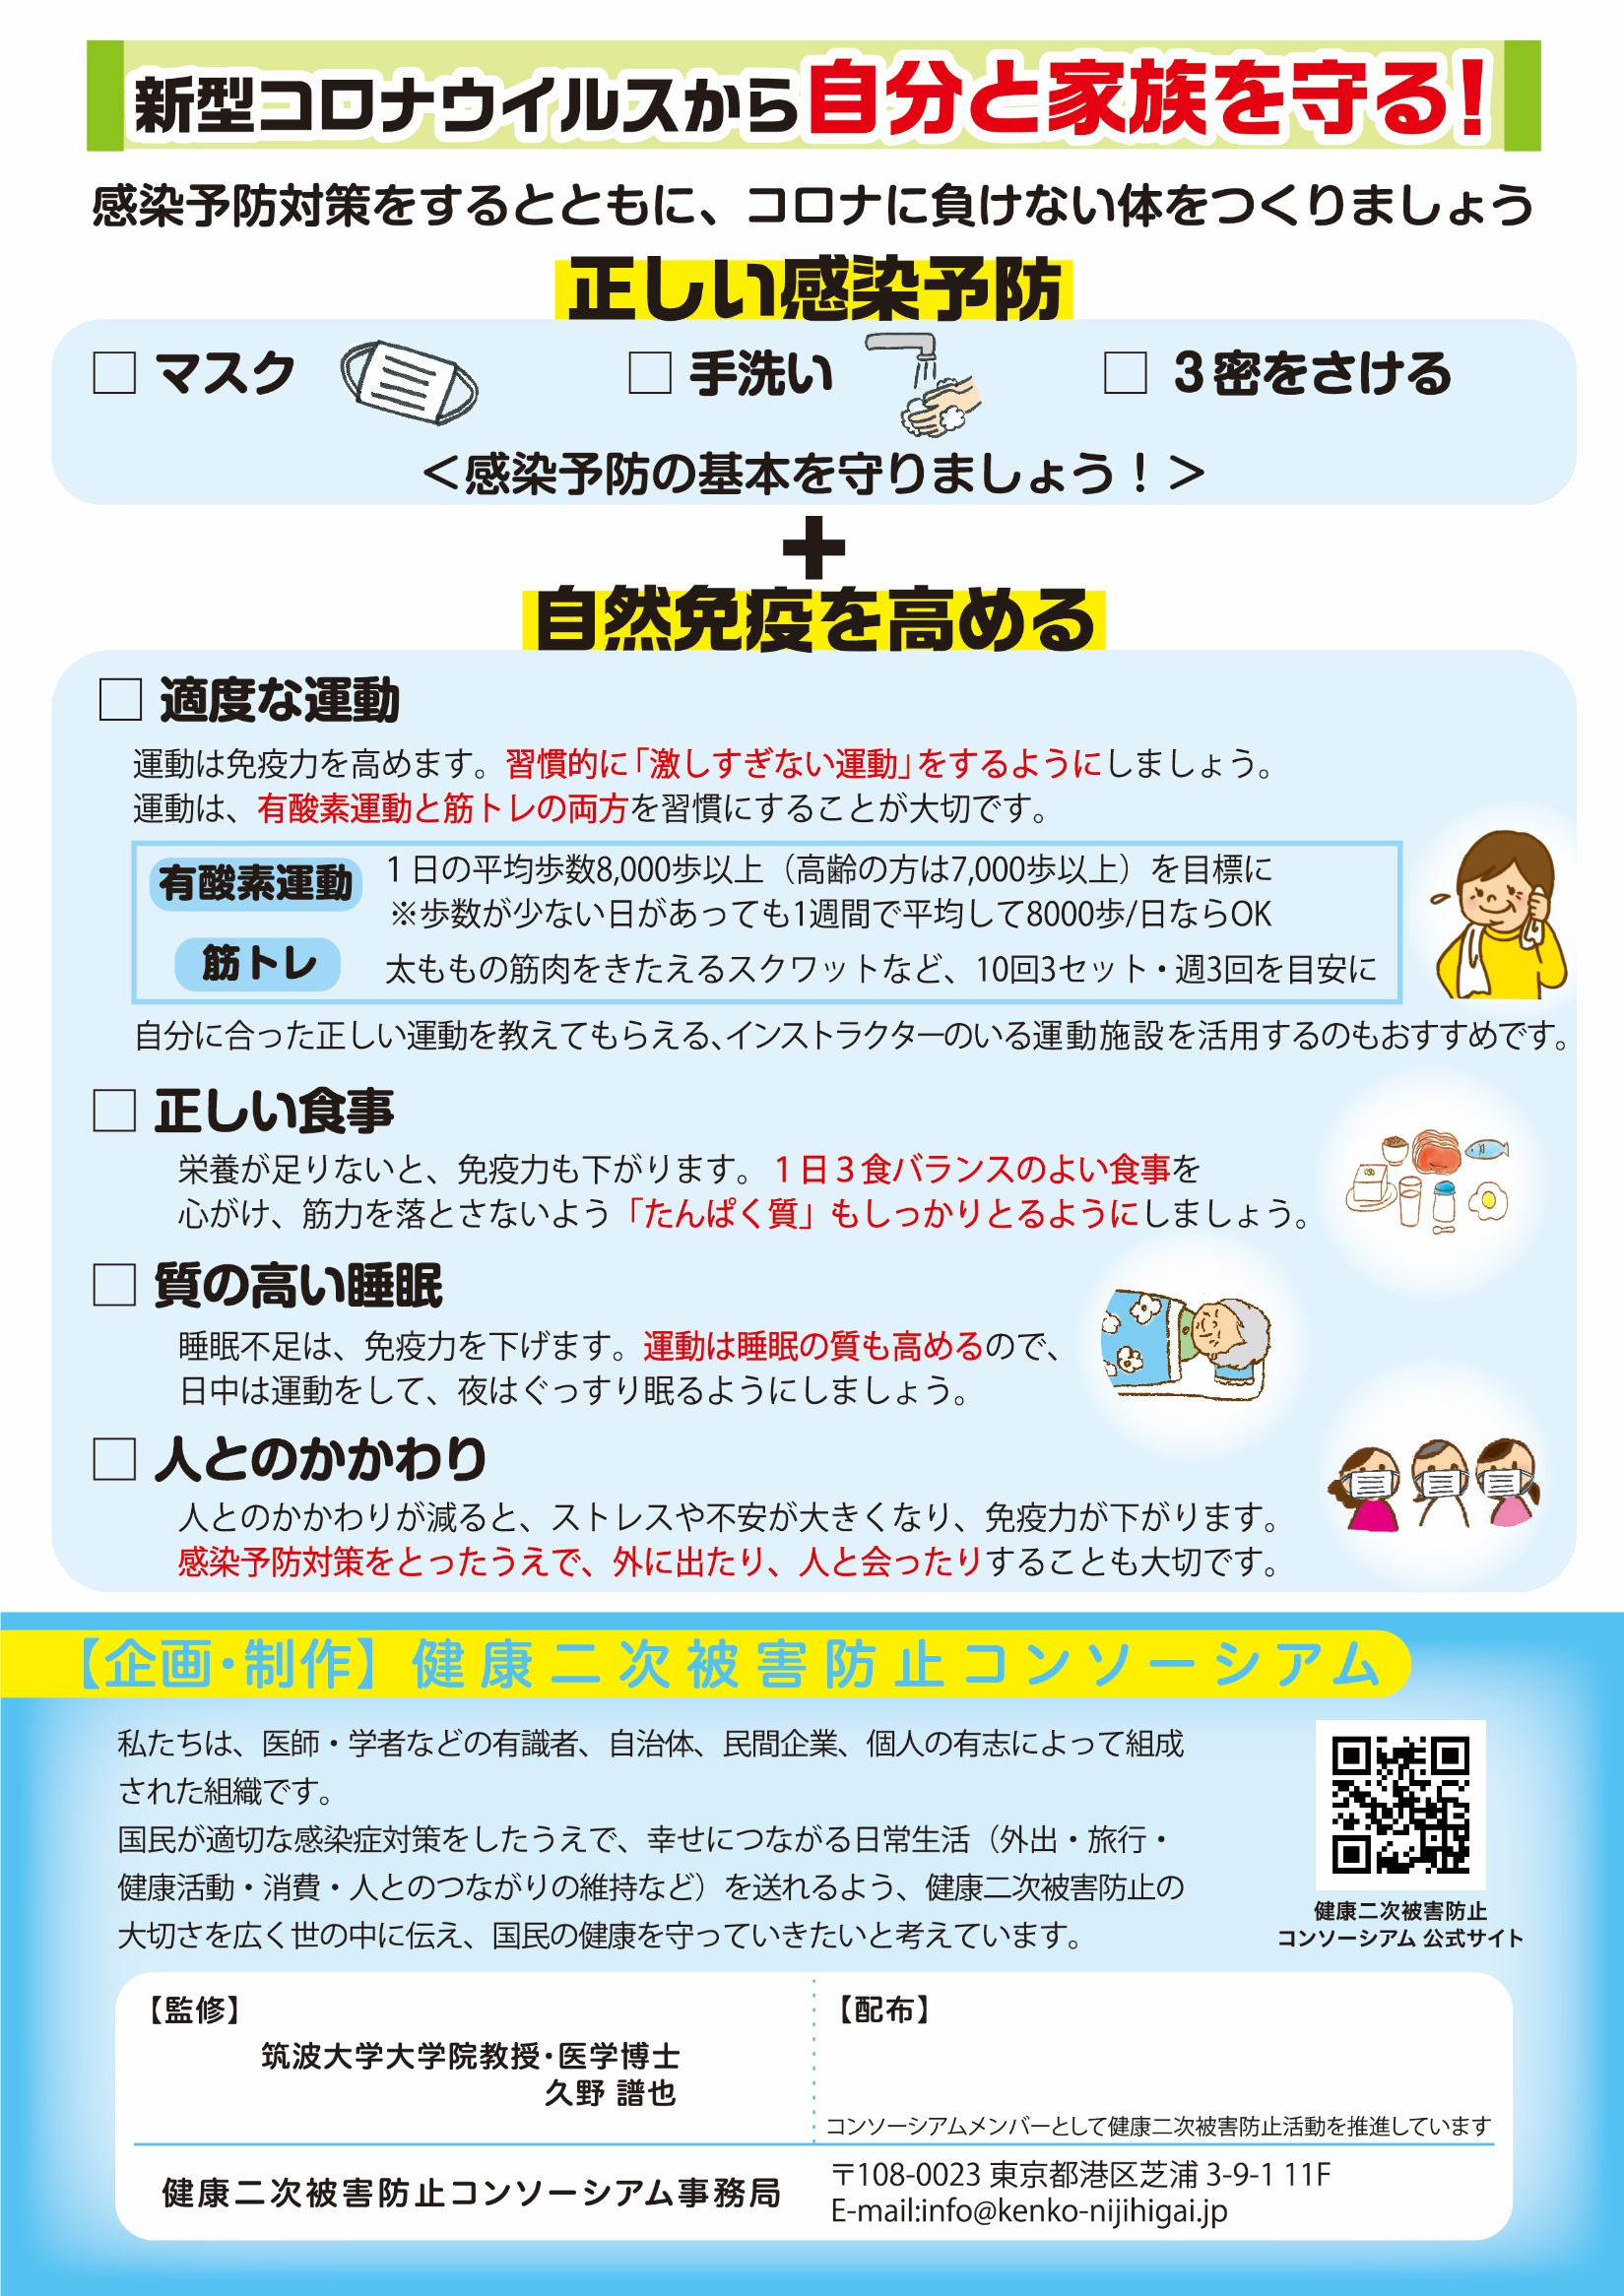 新型コロナウイルスから自分と家族を守る!
感染予防対策をするとともに、コロナに負けない体をつくりましょう
正しい感染予防
□ マスク
□ 手洗い
□ 3密をさける
＜感染予防の基本を守りましょう！＞
＋
自然免疫を高める
□ 適度な運動
運動は免疫力を高めます。習慣的に「激しすぎない運動」をするようにしましょう。
運動は、有酸素運動と筋トレの両方を習慣にすることが大切です。
有酸素運動
1日の平均歩数8,000歩以上（高齢の方は7,000歩以上）を目標に
※歩数が少ない日があっても1週間で平均して8000歩/日ならOK
筋トレ
太ももの筋肉をきたえるスクワットなど、10回3セット・週3回を目安に
自分に合った正しい運動を教えてもらえる、インストラクターのいる運動施設を活用するのもおすすめです。
□ 正しい食事
栄養が足りないと、免疫力も下がります。1日3食バランスのよい食事を
心がけ、筋力を落とさないよう「たんぱく質」もしっかりとるようにしましょう。
□ 質の高い睡眠
睡眠不足は、免疫力を下げます。運動は睡眠の質も高めるので、
日中は運動をして、夜はぐっすり眠るようにしましょう。
□ 人とのかかわり
人とのかかわりが減ると、ストレスや不安が大きくなり、免疫力が下がります。
感染予防対策をとったうえで、外に出たり、人と会ったりすることも大切です。
【企画・制作】健康二次被害防止コンソーシアム
私たちは、医師・学者などの有識者、自治体、民間企業、個人の有志によって組成
された組織です。
国民が適切な感染症対策をしたうえで、幸せにつながる日常生活（外出・旅行・
健康活動・消費・人とのつながりの維持など）を送れるよう、健康二次被害防止の
大切さを広く世の中に伝え、国民の健康を守っていきたいと考えています。
健康二次被害防止
コンソーシアム 公式サイト
【監修】
筑波大学大学院教授・医学博士
久野 譜也
【配布】
コンソーシアムメンバーとして健康二次被害防止活動を推進しています
健康二次被害防止コンソーシアム事務局
〒108-0023 東京都港区芝浦 3-9-1 11F
E-mail:info@kenko-nijihigai.jp